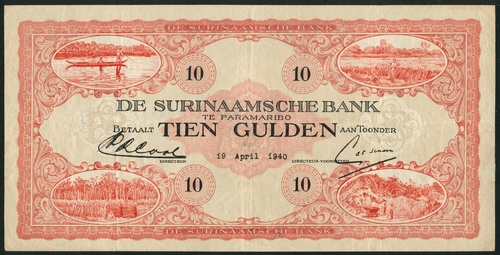 DE SURINAAMSCHE BANK
10 10
DE SURINAAMSCHE BANK
TE PARAMARIBO
BETAALT TIEN GULDEN AAN TOONDER
19 April 1940
DIRECTEUR DIRECTEUR-VOORZITTER
10 10
DE SURINAAMSCHE BANK